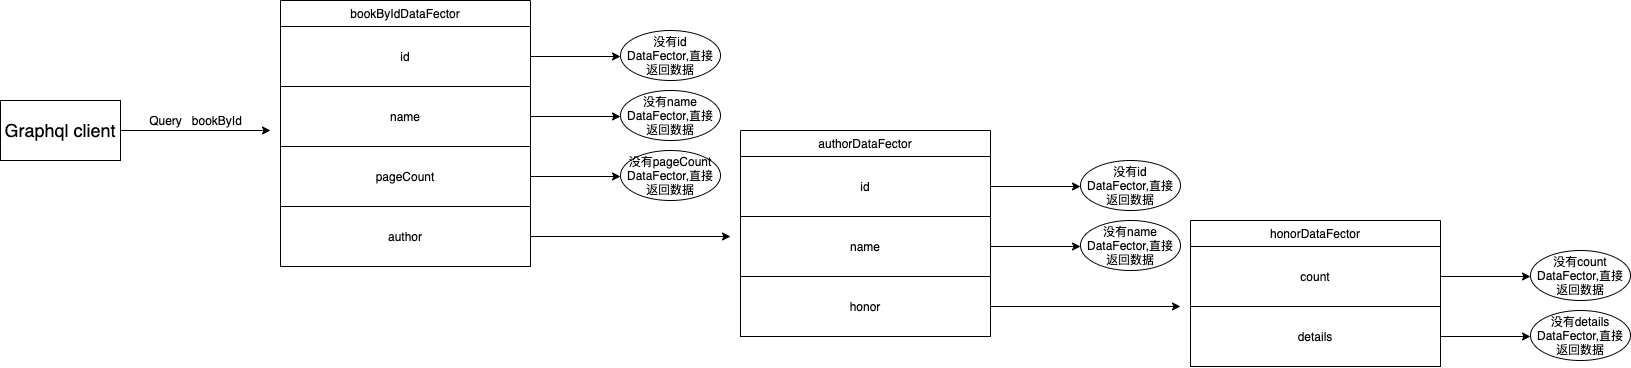 Graphql client
Query bookById
bookByIdDataFector
id
没有id
DataFector,直接
返回数据
name
没有name
DataFector,直接
返回数据
pageCount
没有pageCount
DataFector,直接
返回数据
author
authorDataFector
id
没有id
DataFector,直接
返回数据
name
没有name
DataFector,直接
返回数据
honor
honorDataFector
count
没有count
DataFector,直接
返回数据
details
没有details
DataFector,直接
返回数据